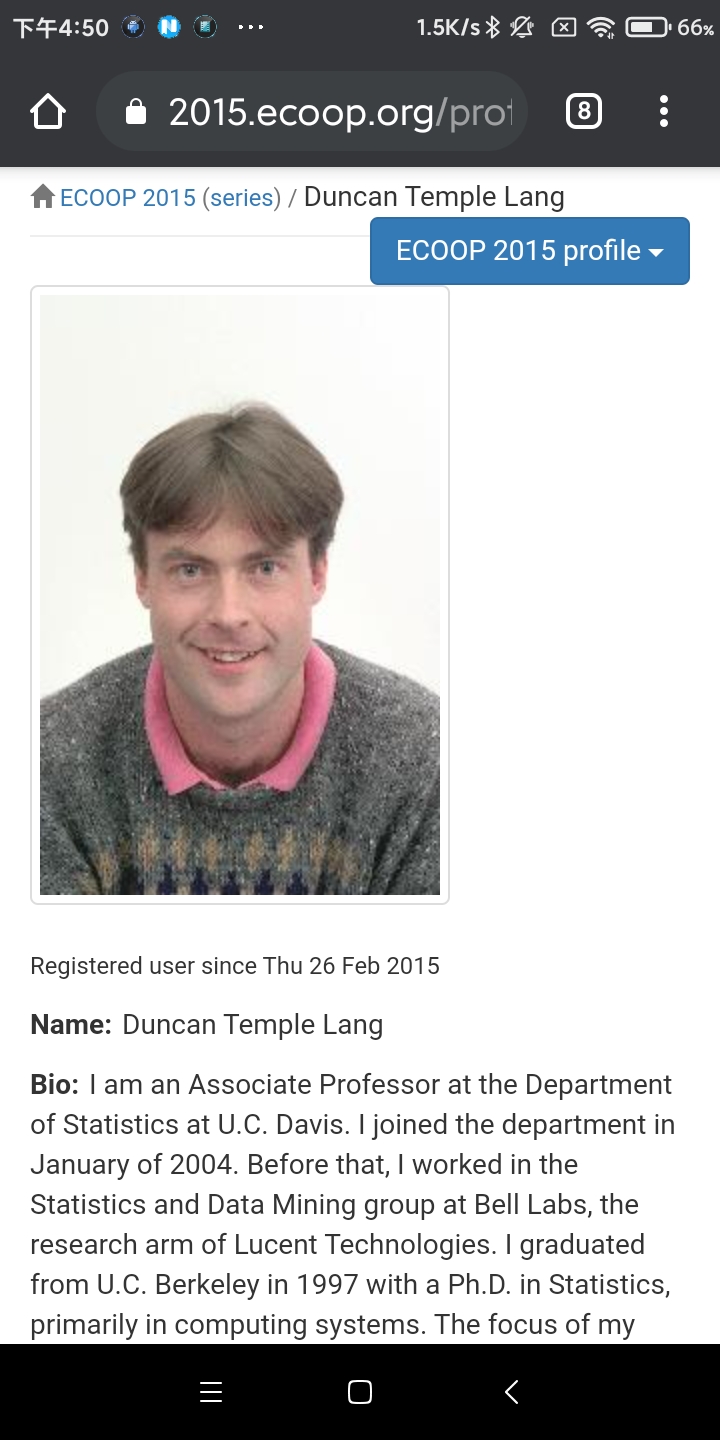 下午4:50 ... 1.5K/s 66%
2015.ecoop.org/prof 8
ECOOP 2015 (series) / Duncan Temple Lang
ECOOP 2015 profile
Registered user since Thu 26 Feb 2015
Name: Duncan Temple Lang
Bio: I am an Associate Professor at the Department
of Statistics at U.C. Davis. I joined the department in
January of 2004. Before that, I worked in the
Statistics and Data Mining group at Bell Labs, the
research arm of Lucent Technologies. I graduated
from U.C. Berkeley in 1997 with a Ph.D. in Statistics,
primarily in computing systems. The focus of my